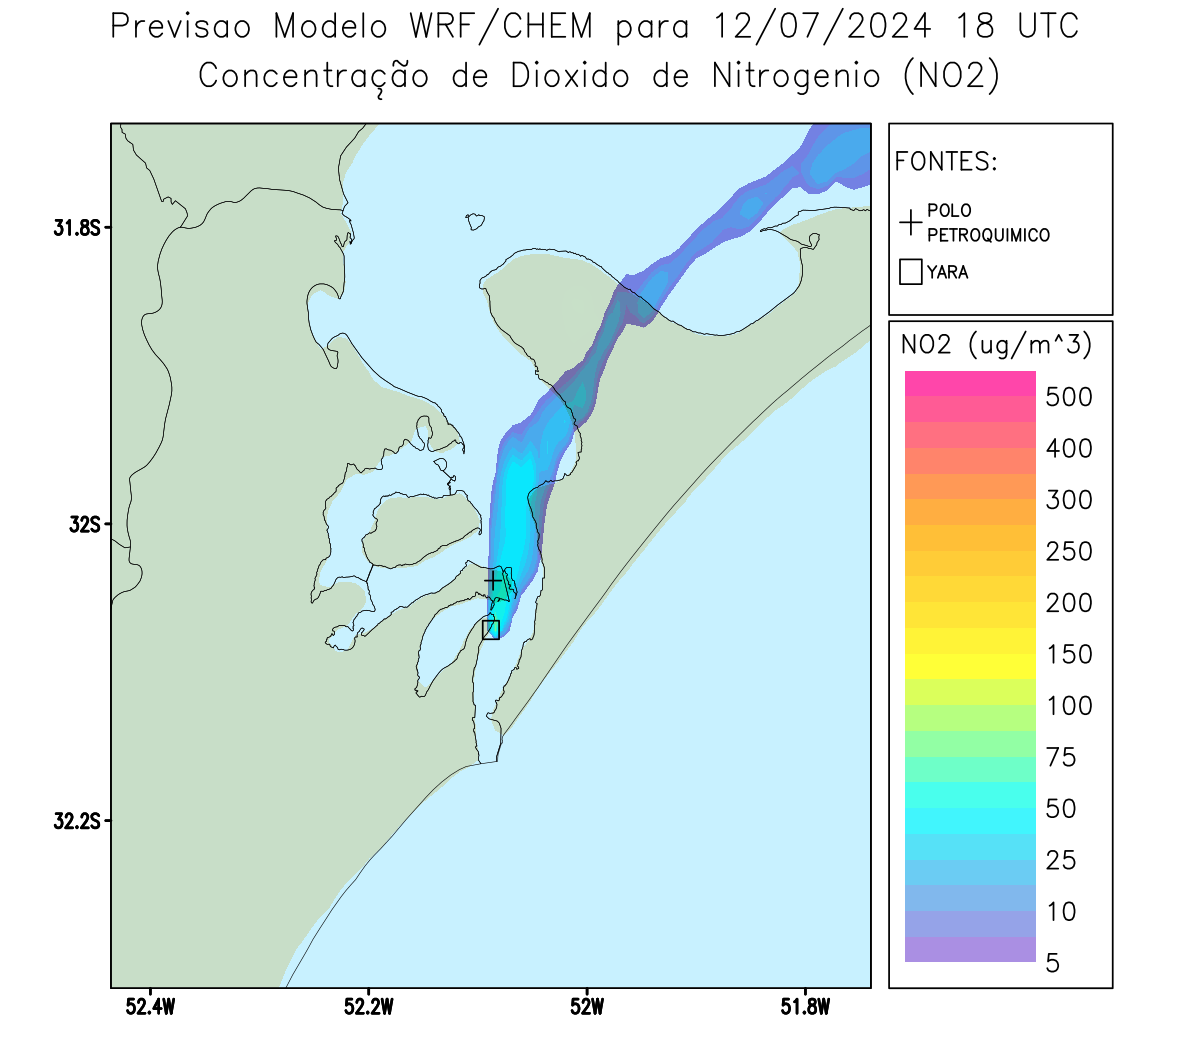 Previsao Modelo WRF/CHEM para 12/07/2024 18 UTC
Concentração de Dioxido de Nitrogenio (NO2)
FONTES:
POLO
PETROQUIMICO
YARA
NO2 (ug/m^3)
500
400
300
250
200
150
100
75
50
25
10
5
31.8S
32S
32.2S
52.4W
52.2W
52W
51.8W